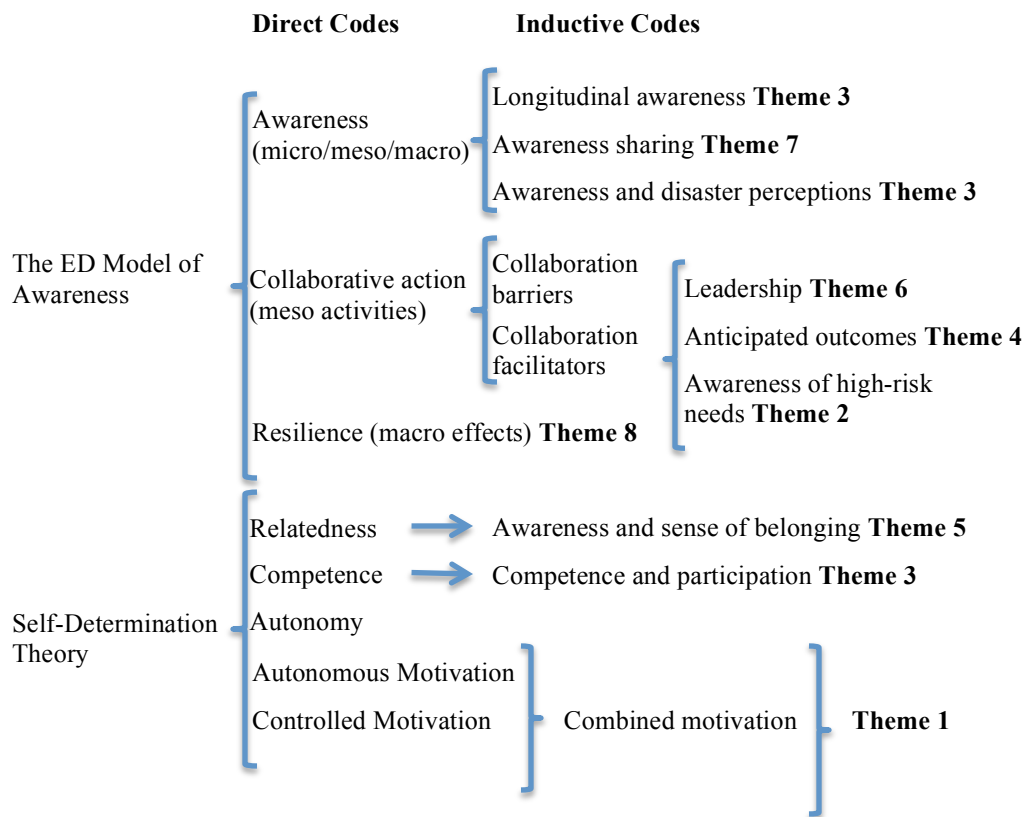 Direct Codes
Inductive Codes
The ED Model of
Awareness
Awareness
(micro/meso/macro)
Longitudinal awareness Theme 3
Awareness sharing Theme 7
Awareness and disaster perceptions Theme 3
Collaborative action
(meso activities)
Collaboration
barriers
Collaboration
facilitators
Leadership Theme 6
Anticipated outcomes Theme 4
Awareness of high-risk
needs Theme 2
Resilience (macro effects) Theme 8
Self-Determination
Theory
Relatedness
Awareness and sense of belonging Theme 5
Competence
Competence and participation Theme 3
Autonomy
Autonomous Motivation
Controlled Motivation
Combined motivation
Theme 1